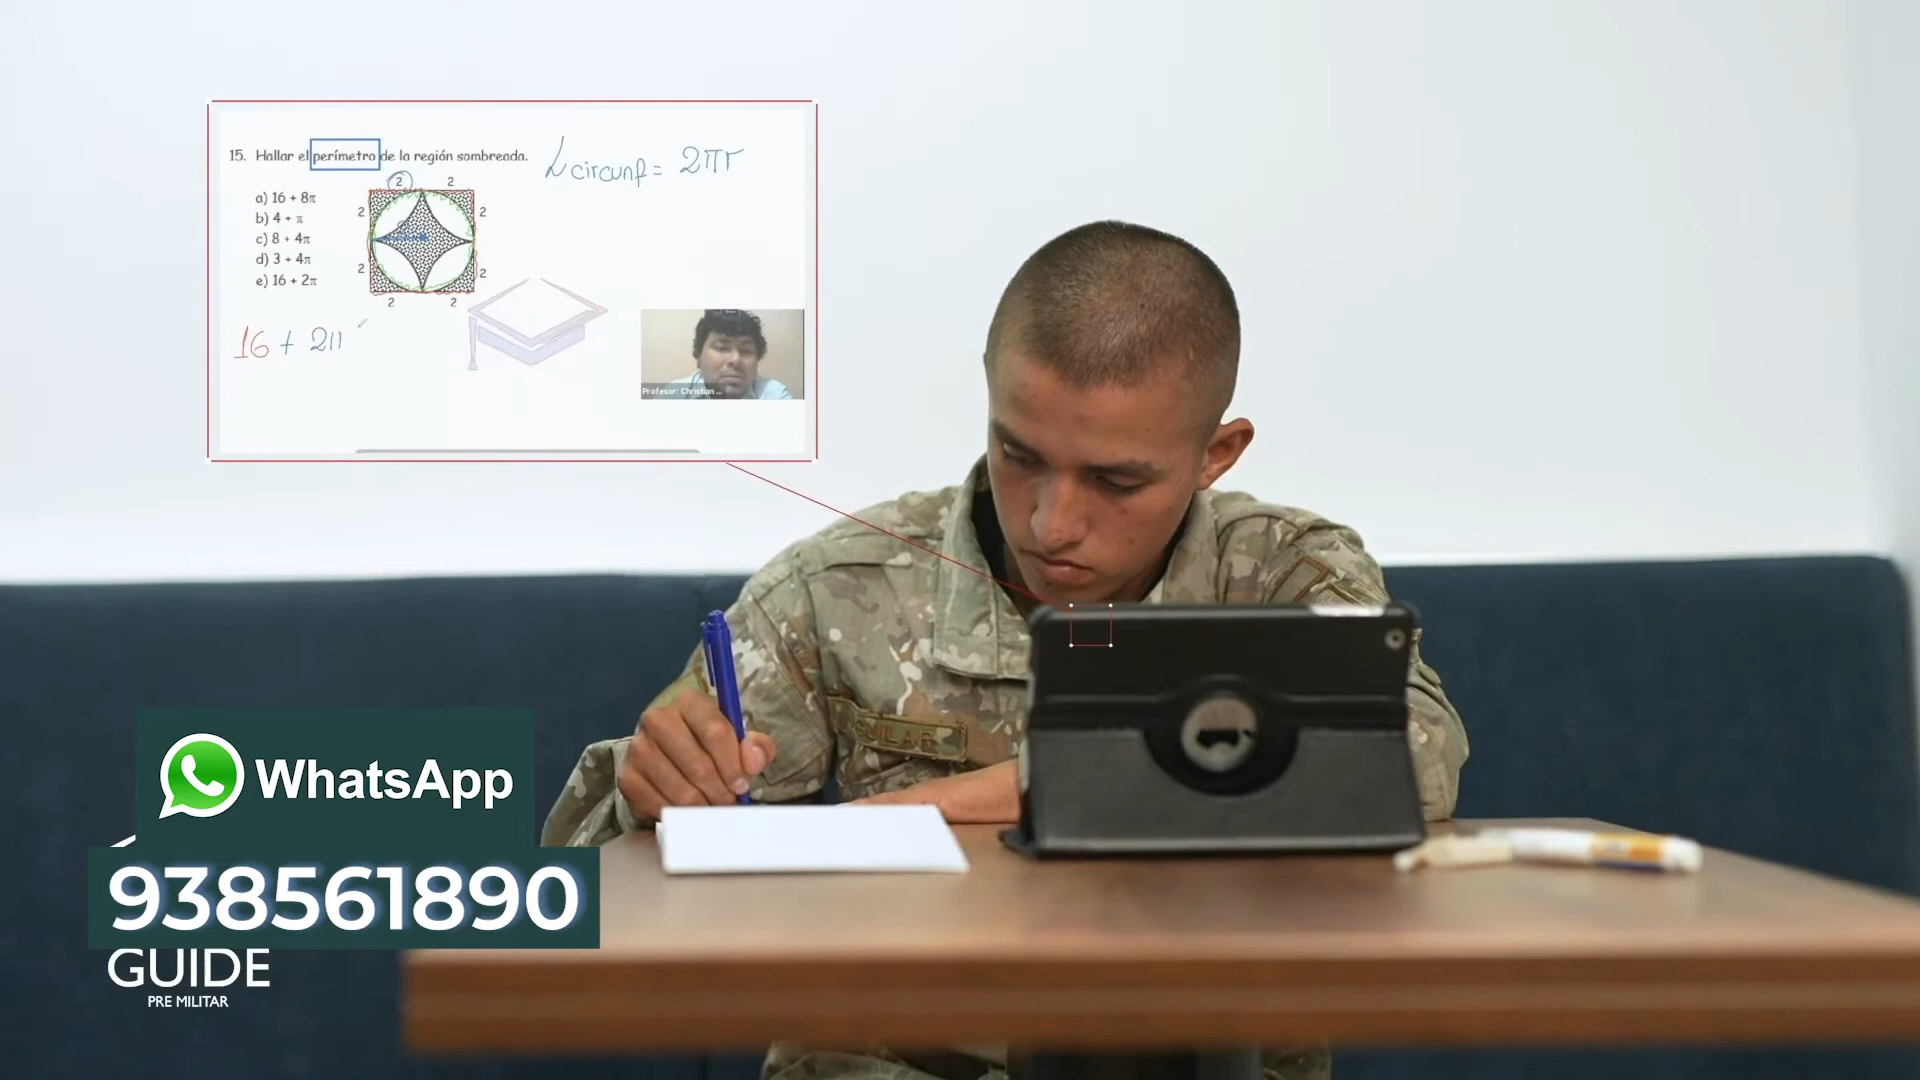 15. Hallar el perímetro de la región sombreada.
L circunf = 2πr
a) 16 + 8π
b) 4 + π
c) 8 + 4π
d) 3 + 4π
e) 16 + 2π
2 2
2 2
2 2
2 2
16 + 2π
Profesor: Christian ...
WhatsApp
938561890
GUIDE
PRE MILITAR